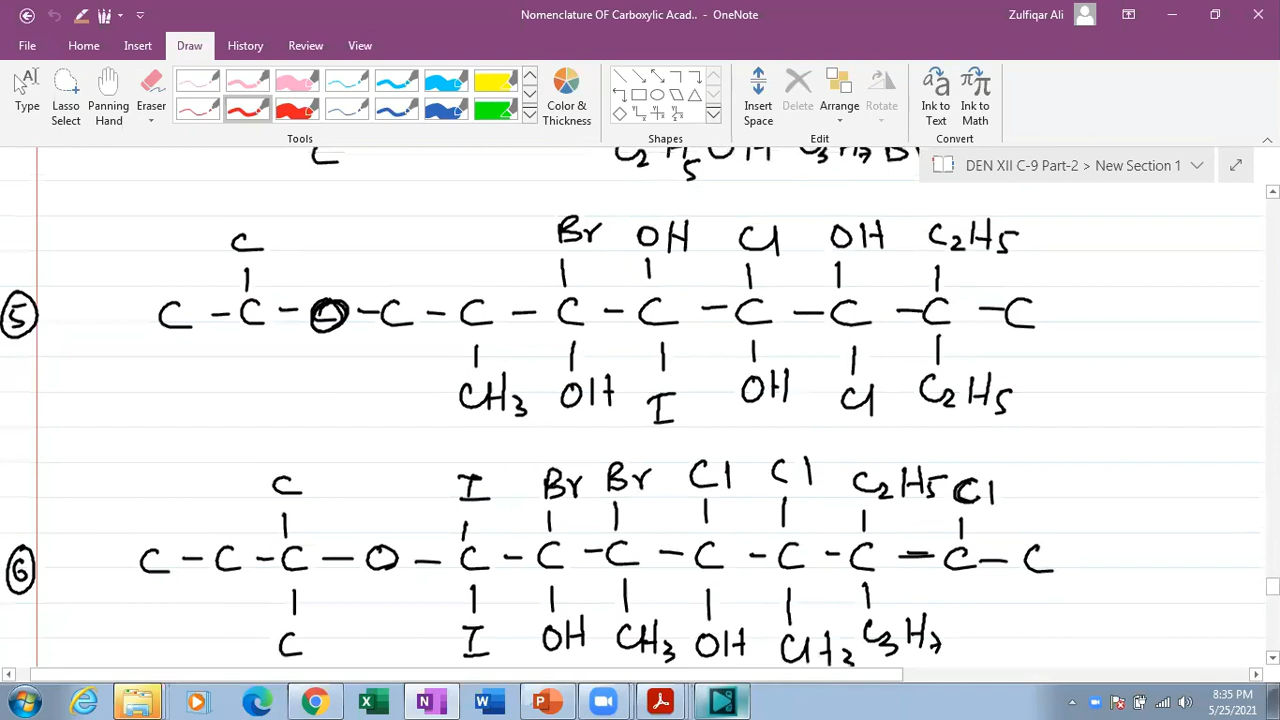 Nomenclature OF Carboxylic Acad.. - OneNote
Zulfiqar Ali
File Home Insert Draw History Review View
Type Lasso Select Panning Hand Eraser Color & Thickness Insert Space Delete Arrange Rotate Ink to Text Ink to Math
Tools Shapes Edit Convert
C C2H5OH C3H7Br
DEN XII C-9 Part-2 > New Section 1
C Br OH Cl OH C2H5
5 C - C - O - C - C - C - C - C - C - C - C
CH3 OH I OH Cl C2H5
C I Br Br Cl Cl C2H5 Cl
6 C - C - C - O - C - C - C - C - C - C = C - C
C I OH CH3 OH C3H7
8:35 PM
5/25/2021